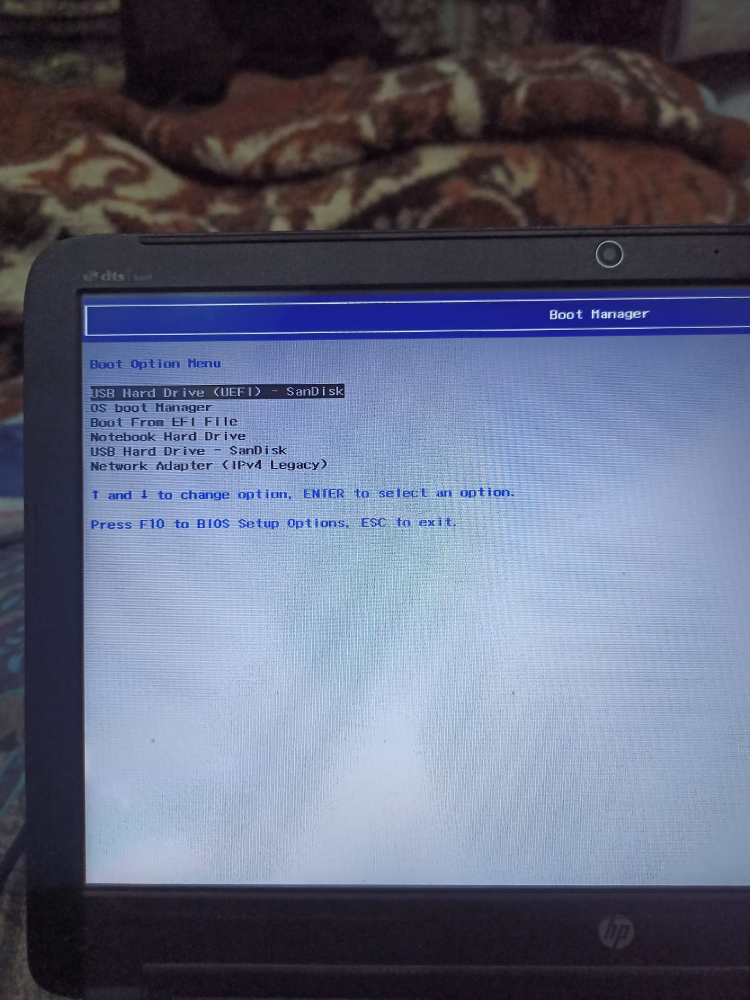 dts Sound
Boot Manager
Boot Option Menu
USB Hard Drive (UEFI) - SanDisk
OS boot Manager
Boot From EFI File
Notebook Hard Drive
USB Hard Drive - SanDisk
Network Adapter (IPv4 Legacy)
↑ and ↓ to change option, ENTER to select an option.
Press F10 to BIOS Setup Options, ESC to exit.
hp